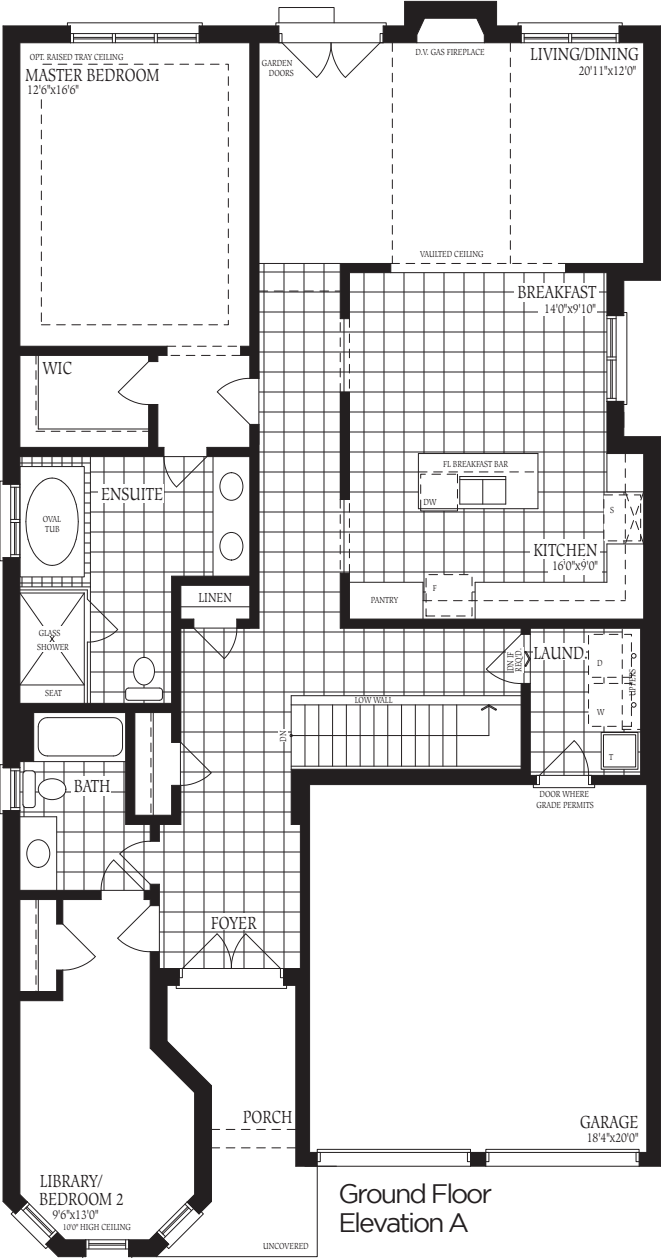 OPT. RAISED TRAY CEILING
MASTER BEDROOM
12'6"x16'6"
GARDEN
DOORS
D.V. GAS FIREPLACE
LIVING/DINING
20'11"x12'0"
VAULTED CEILING
BREAKFAST
14'0"x9'10"
WIC
ENSUITE
OVAL
TUB
FL BREAKFAST BAR
DW
S
KITCHEN
16'0"x9'0"
PANTRY
F
LINEN
GLASS
SHOWER
SEAT
DN IF
REQ'D.
LAUND.
D
UPPERS
W
T
LOW WALL
DN
DOOR WHERE
GRADE PERMITS
BATH
FOYER
PORCH
GARAGE
18'4"x20'0"
LIBRARY/
BEDROOM 2
9'6"x13'0"
10'0" HIGH CEILING
UNCOVERED
Ground Floor
Elevation A